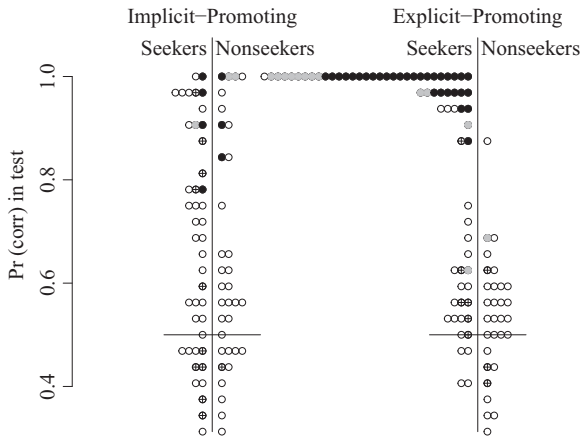 Implicit−Promoting Explicit−Promoting
Seekers Nonseekers Seekers Nonseekers
Pr (corr) in test
1.0
0.8
0.6
0.4